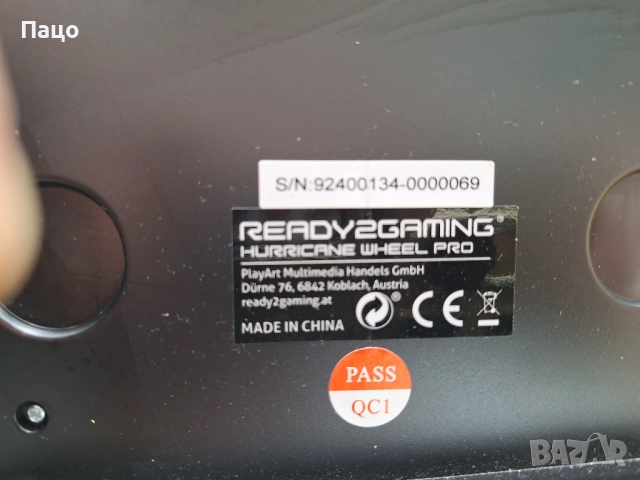 Пацо
S/N:92400134-0000069
READY2GAMING®
HURRICANE WHEEL PRO
PlayArt Multimedia Handels GmbH
Dürne 76, 6842 Koblach, Austria
ready2gaming.at
® CE
MADE IN CHINA
PASS
QC1
BAZAR